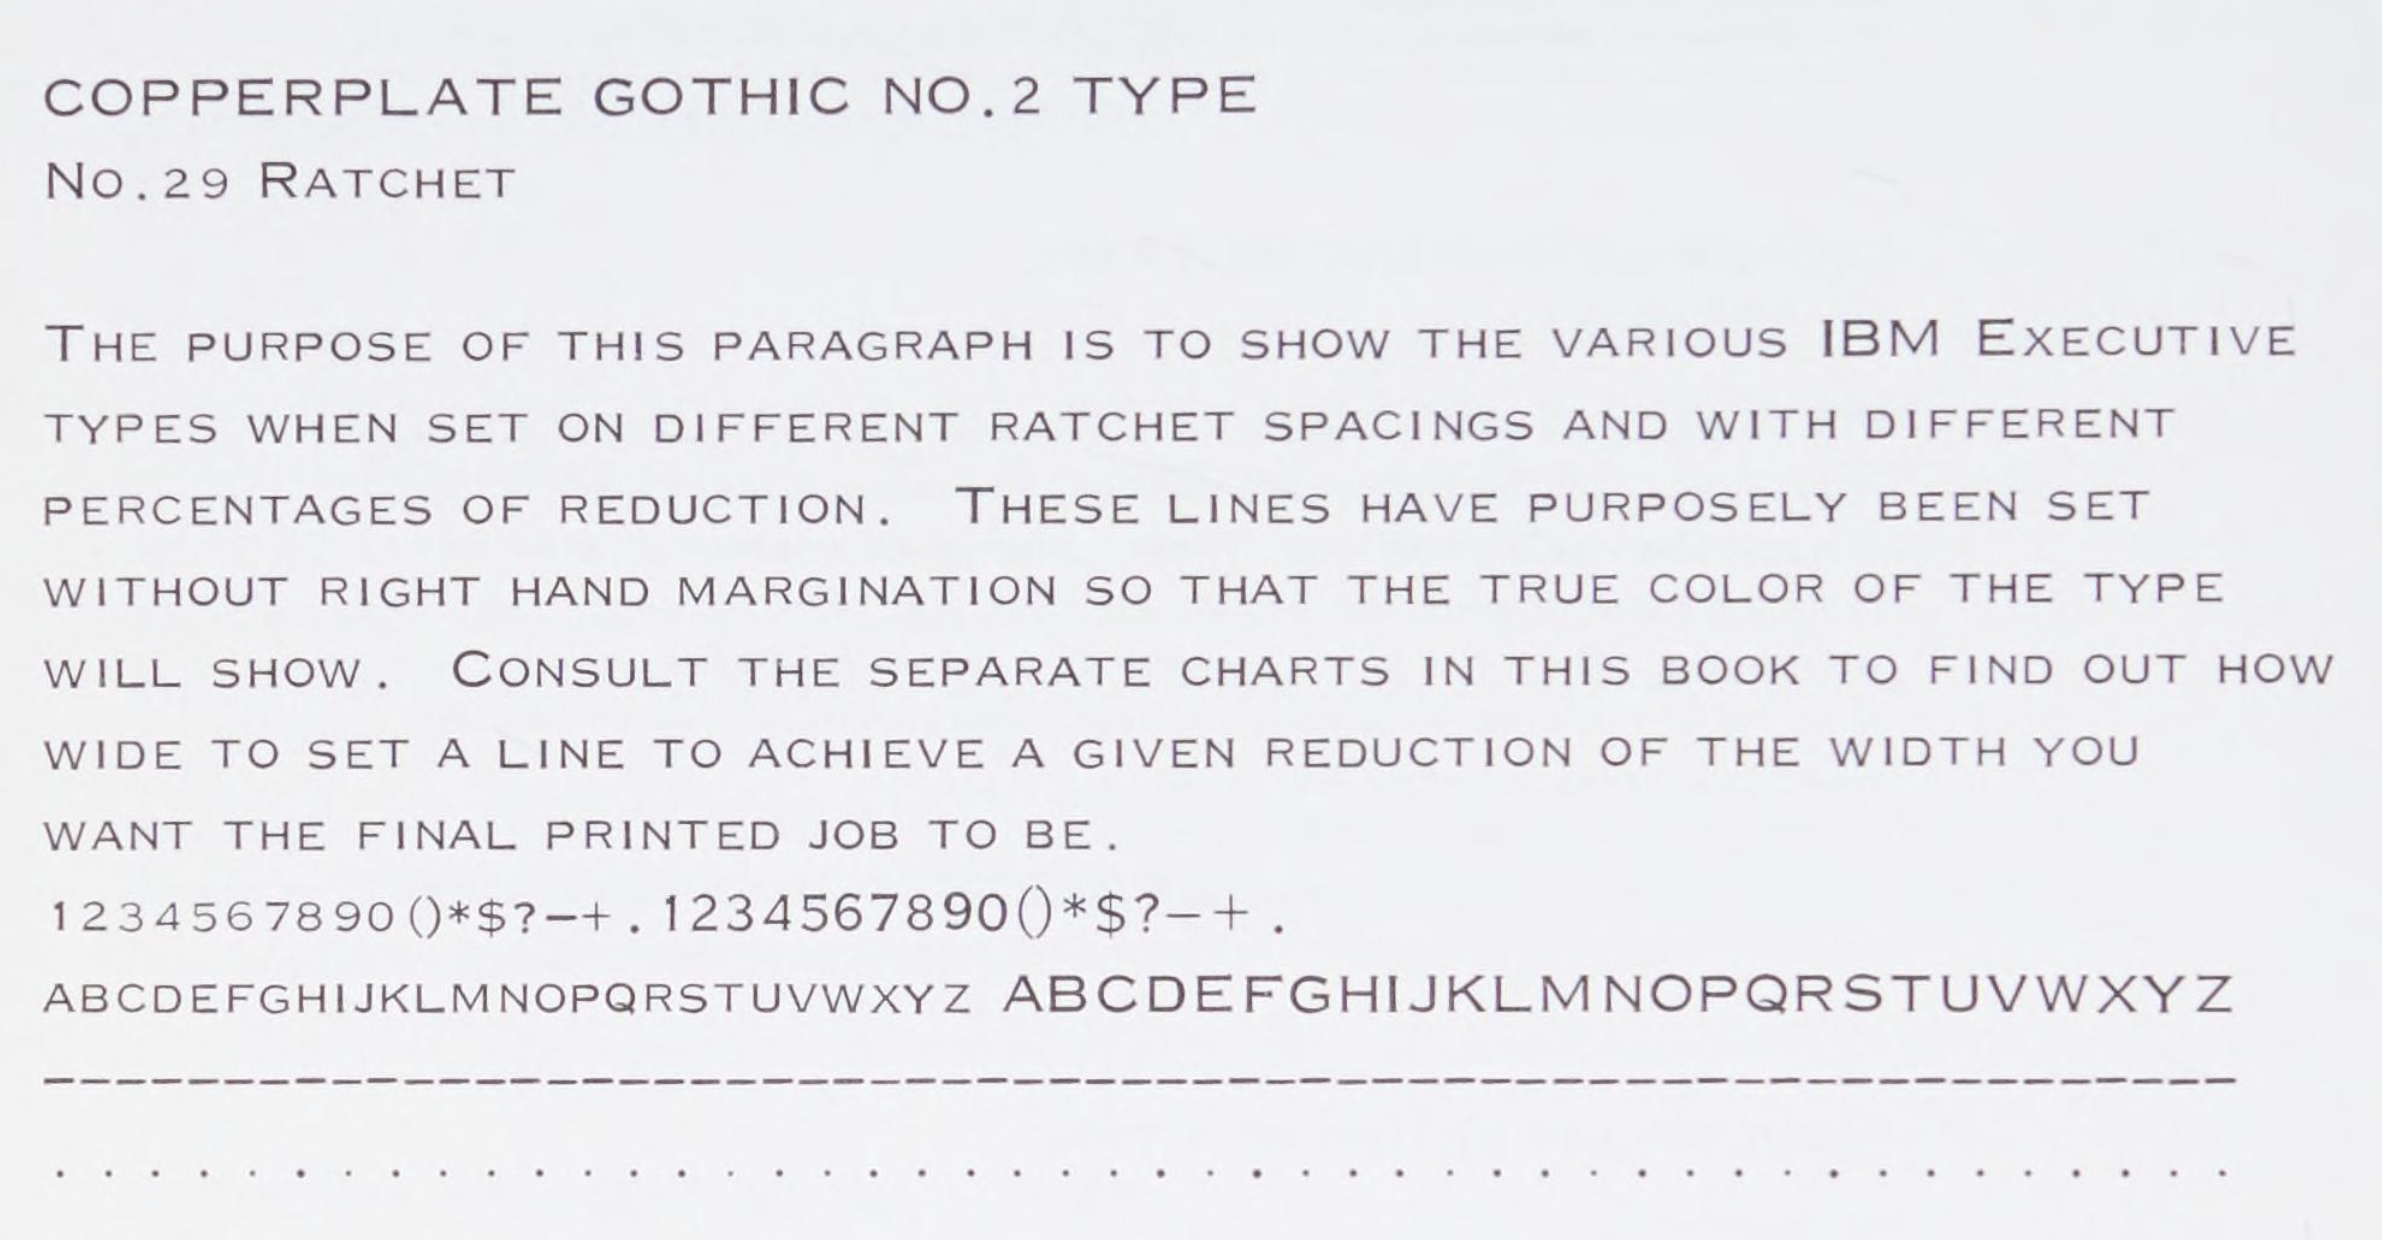 COPPERPLATE GOTHIC NO.2 TYPE
No.29 Ratchet
The purpose of this paragraph is to show the various IBM Executive
types when set on different ratchet spacings and with different
percentages of reduction.  These lines have purposely been set
without right hand margination so that the true color of the type
will show.  Consult the separate charts in this book to find out how
wide to set a line to achieve a given reduction of the width you
want the final printed job to be.
1234567890()*$?-+.1234567890()*$?-+.
abcdefghijklmnopqrstuvwxyz ABCDEFGHIJKLMNOPQRSTUVWXYZ
_____________________________________________________________
. . . . . . . . . . . . . . . . . . . . . . . . . . . . . . . . . . . . . . . . . . . . . .